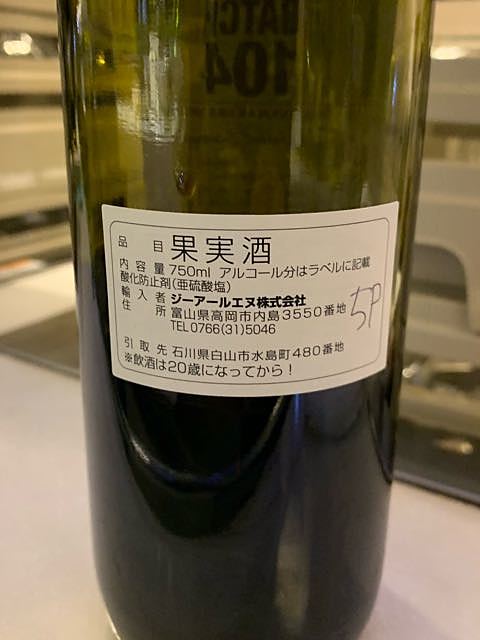 BATCH
104
品目 果実酒
内容量 750ml アルコール分はラベルに記載
酸化防止剤(亜硫酸塩)
輸入者 ジーアールエヌ株式会社
住所 富山県高岡市内島3550番地
TEL0766(31)5046
引取先 石川県白山市水島町480番地
※飲酒は20歳になってから!